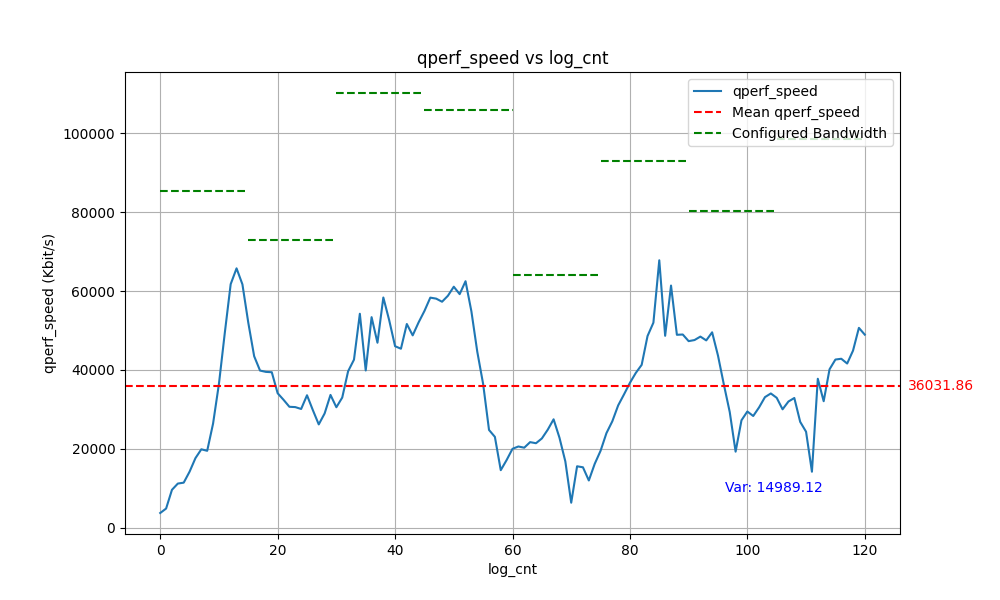 qperf_speed vs log_cnt
qperf_speed
Mean qperf_speed
Configured Bandwidth
100000
80000
60000
40000
20000
0
qperf_speed (Kbit/s)
36031.86
Var: 14989.12
0 20 40 60 80 100 120
log_cnt